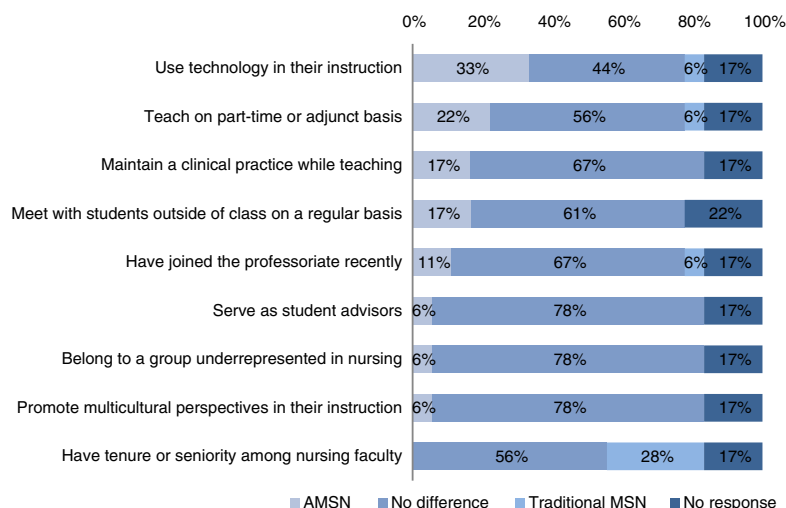 0% 20% 40% 60% 80% 100%
Use technology in their instruction 33% 44% 6% 17%
Teach on part-time or adjunct basis 22% 56% 6% 17%
Maintain a clinical practice while teaching 17% 67% 17%
Meet with students outside of class on a regular basis 17% 61% 22%
Have joined the professoriate recently 11% 67% 6% 17%
Serve as student advisors 6% 78% 17%
Belong to a group underrepresented in nursing 6% 78% 17%
Promote multicultural perspectives in their instruction 6% 78% 17%
Have tenure or seniority among nursing faculty 56% 28% 17%
AMSN No difference Traditional MSN No response